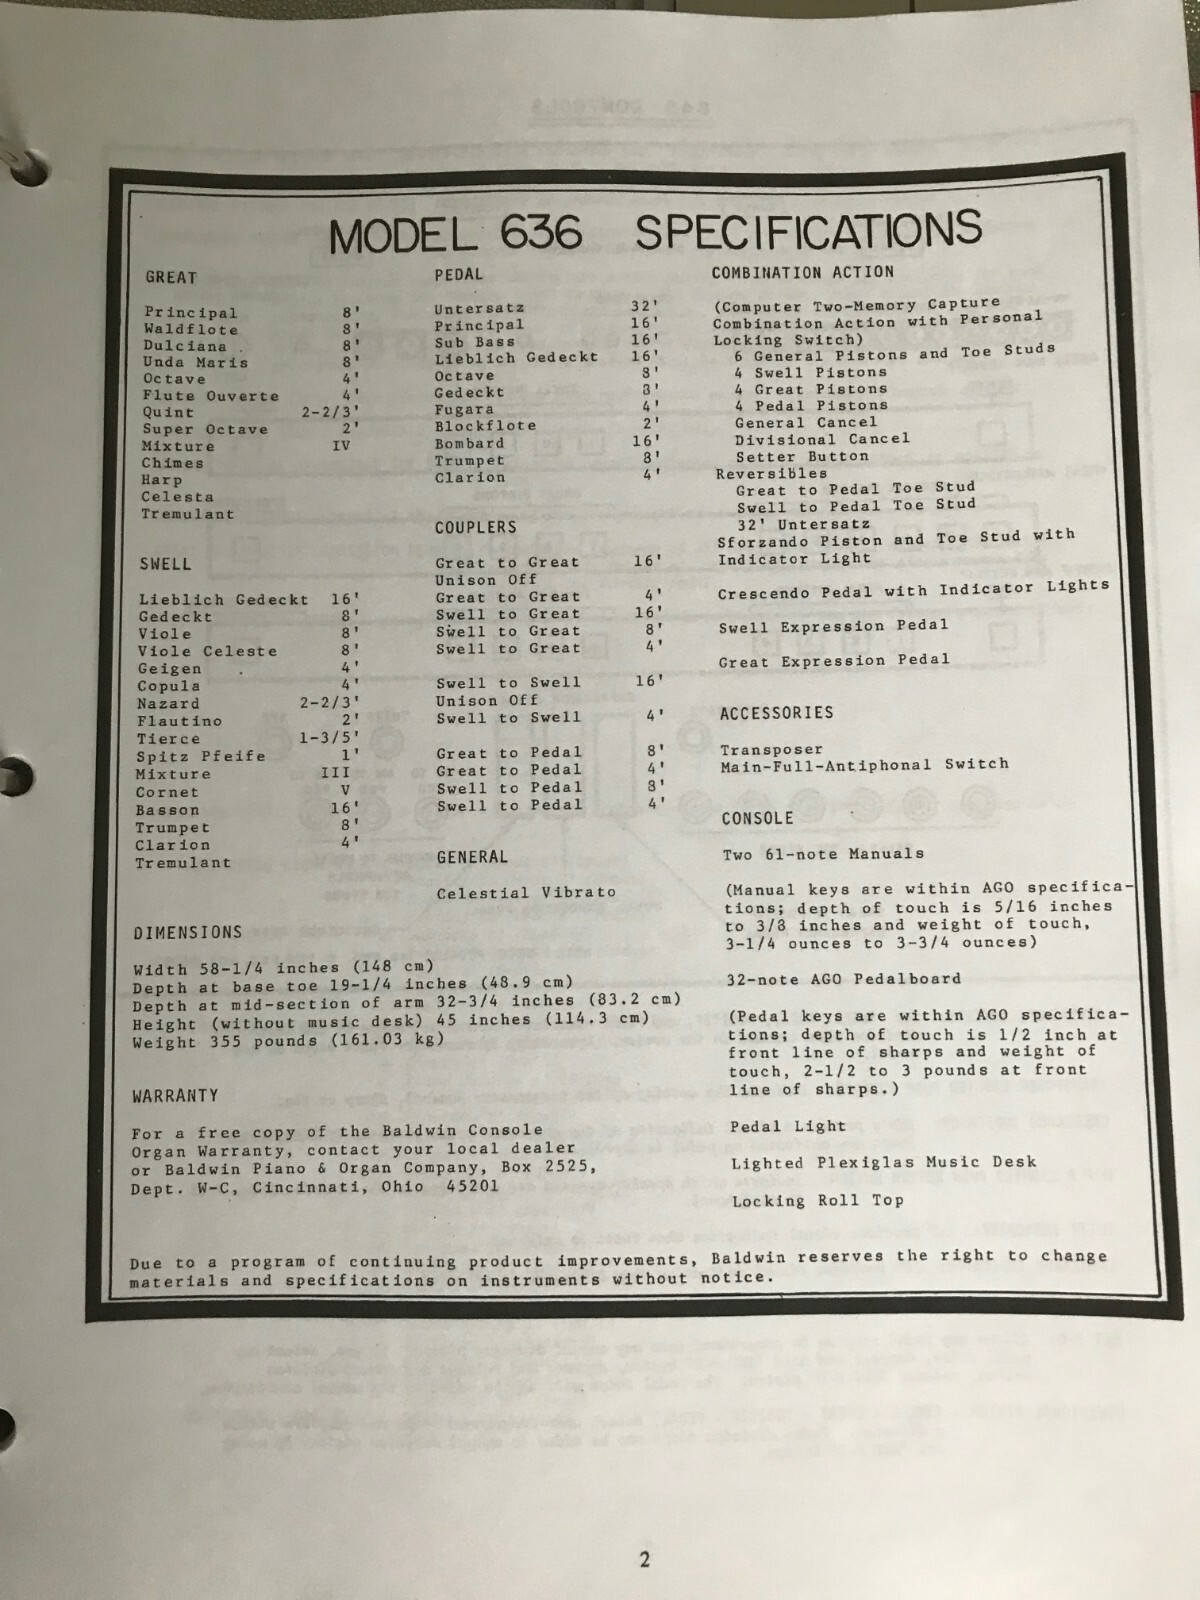 MODEL 636 SPECIFICATIONS
GREAT
Principal 8'
Waldflote 8'
Dulciana 8'
Unda Maris 8'
Octave 4'
Flute Ouverte 4'
Quint 2-2/3'
Super Octave 2'
Mixture IV
Chimes
Harp
Celesta
Tremulant
SWELL
Lieblich Gedeckt 16'
Gedeckt 8'
Viole 8'
Viole Celeste 8'
Geigen 4'
Copula 4'
Nazard 2-2/3'
Flautino 2'
Tierce 1-3/5'
Spitz Pfeife 1'
Mixture III
Cornet V
Basson 16'
Trumpet 8'
Clarion 4'
Tremulant
PEDAL
Untersatz 32'
Principal 16'
Sub Bass 16'
Lieblich Gedeckt 16'
Octave 8'
Gedeckt 8'
Fugara 4'
Blockflote 2'
Bombard 16'
Trumpet 8'
Clarion 4'
COUPLERS
Great to Great 16'
Unison Off
Great to Great 4'
Swell to Great 16'
Swell to Great 8'
Swell to Great 4'
Swell to Swell 16'
Unison Off
Swell to Swell 4'
Great to Pedal 8'
Great to Pedal 4'
Swell to Pedal 8'
Swell to Pedal 4'
GENERAL
Celestial Vibrato
DIMENSIONS
Width 58-1/4 inches (148 cm)
Depth at base toe 19-1/4 inches (48.9 cm)
Depth at mid-section of arm 32-3/4 inches (83.2 cm)
Height (without music desk) 45 inches (114.3 cm)
Weight 355 pounds (161.03 kg)
WARRANTY
For a free copy of the Baldwin Console
Organ Warranty, contact your local dealer
or Baldwin Piano & Organ Company, Box 2525,
Dept. W-C, Cincinnati, Ohio 45201
COMBINATION ACTION
(Computer Two-Memory Capture
Combination Action with Personal
Locking Switch)
6 General Pistons and Toe Studs
4 Swell Pistons
4 Great Pistons
4 Pedal Pistons
General Cancel
Divisional Cancel
Setter Button
Reversibles
Great to Pedal Toe Stud
Swell to Pedal Toe Stud
32' Untersatz
Sforzando Piston and Toe Stud with
Indicator Light
Crescendo Pedal with Indicator Lights
Swell Expression Pedal
Great Expression Pedal
ACCESSORIES
Transposer
Main-Full-Antiphonal Switch
CONSOLE
Two 61-note Manuals
(Manual keys are within AGO specifica-
tions; depth of touch is 5/16 inches
to 3/8 inches and weight of touch,
3-1/4 ounces to 3-3/4 ounces)
32-note AGO Pedalboard
(Pedal keys are within AGO specifica-
tions; depth of touch is 1/2 inch at
front line of sharps and weight of
touch, 2-1/2 to 3 pounds at front
line of sharps.)
Pedal Light
Lighted Plexiglas Music Desk
Locking Roll Top
Due to a program of continuing product improvements, Baldwin reserves the right to change
materials and specifications on instruments without notice.
2